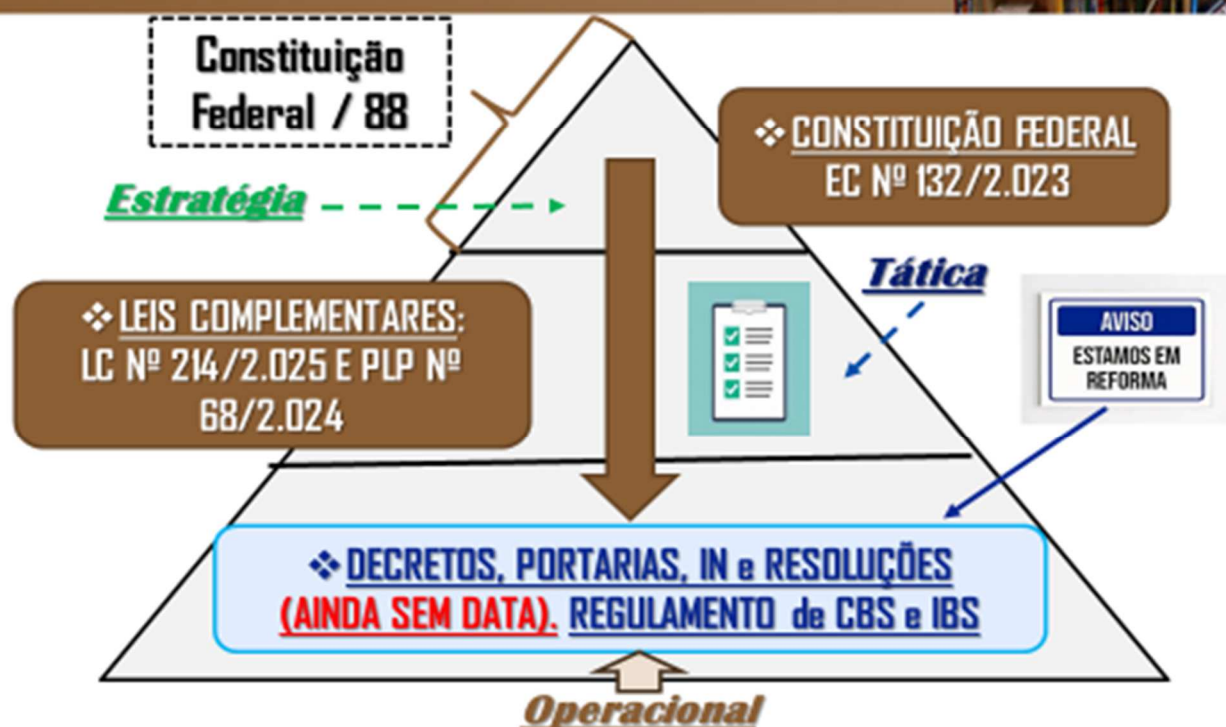 Constituição
Federal / 88
❖ CONSTITUIÇÃO FEDERAL
EC Nº 132/2.023
Estratégia
Tática
❖ LEIS COMPLEMENTARES:
LC Nº 214/2.025 E PLP Nº
68/2.024
AVISO
ESTAMOS EM
REFORMA
❖ DECRETOS, PORTARIAS, IN e RESOLUÇÕES
(AINDA SEM DATA). REGULAMENTO de CBS e IBS
Operacional